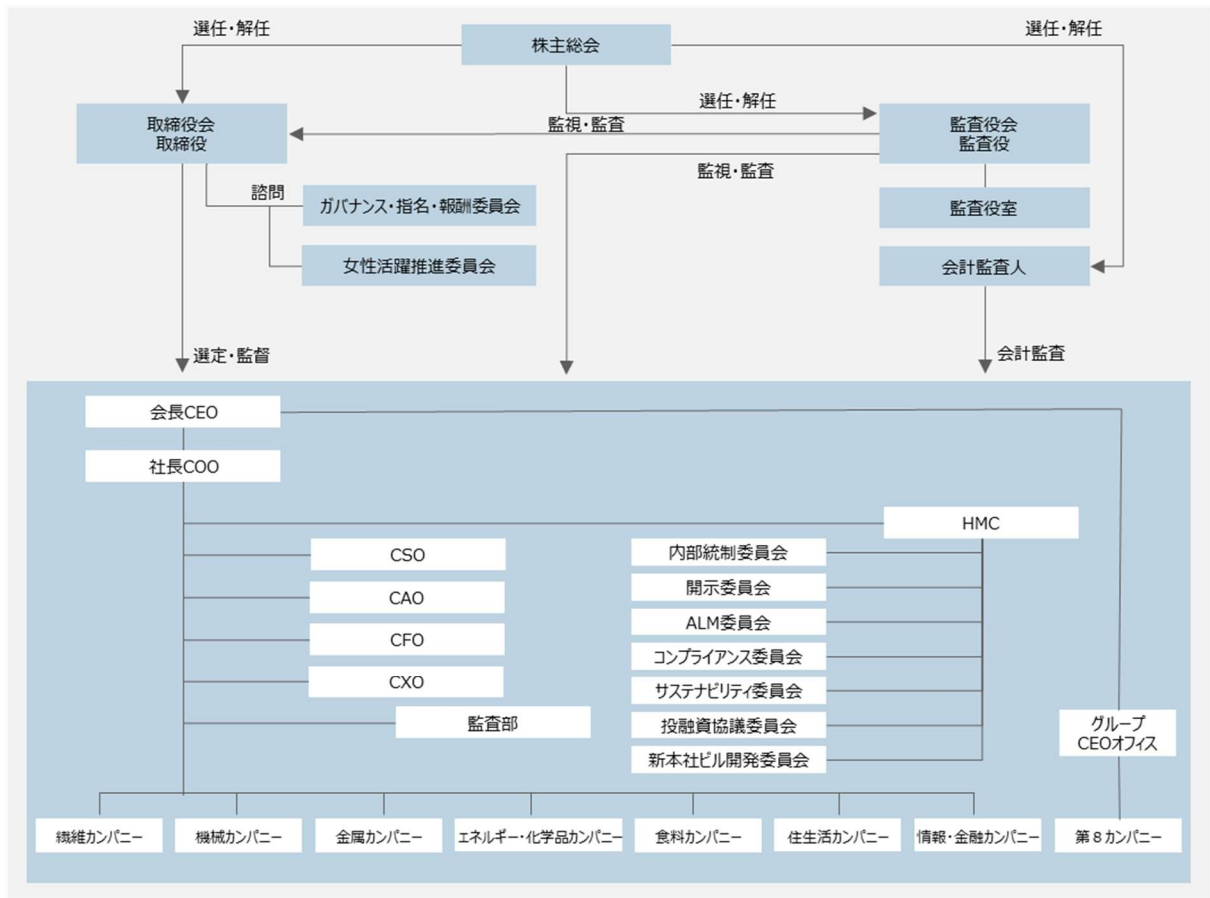 選任・解任
株主総会
選任・解任
選任・解任
取締役会
取締役
監視・監査
監査役会
監査役
監視・監査
諮問
ガバナンス・指名・報酬委員会
監査役室
女性活躍推進委員会
会計監査人
選定・監督
会計監査
会長CEO
社長COO
HMC
CSO
内部統制委員会
開示委員会
CAO
ALM委員会
CFO
コンプライアンス委員会
CXO
サステナビリティ委員会
監査部
投融資協議委員会
グループ
CEOオフィス
新本社ビル開発委員会
繊維カンパニー
機械カンパニー
金属カンパニー
エネルギー・化学品カンパニー
食料カンパニー
住生活カンパニー
情報・金融カンパニー
第８カンパニー